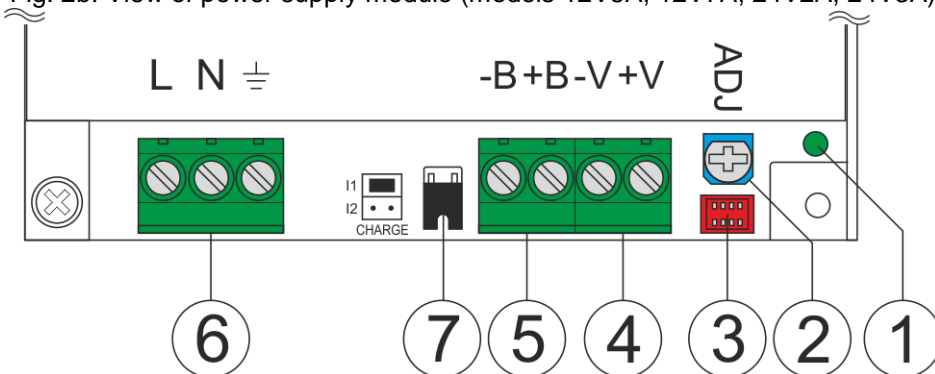 Fig. 2b. View of power supply module (models 12V5A, 12V7A, 24V2A, 24V3A)
L N -B +B -V +V ADJ
I1
I2
CHARGE
6 7 5 4 3 2 1